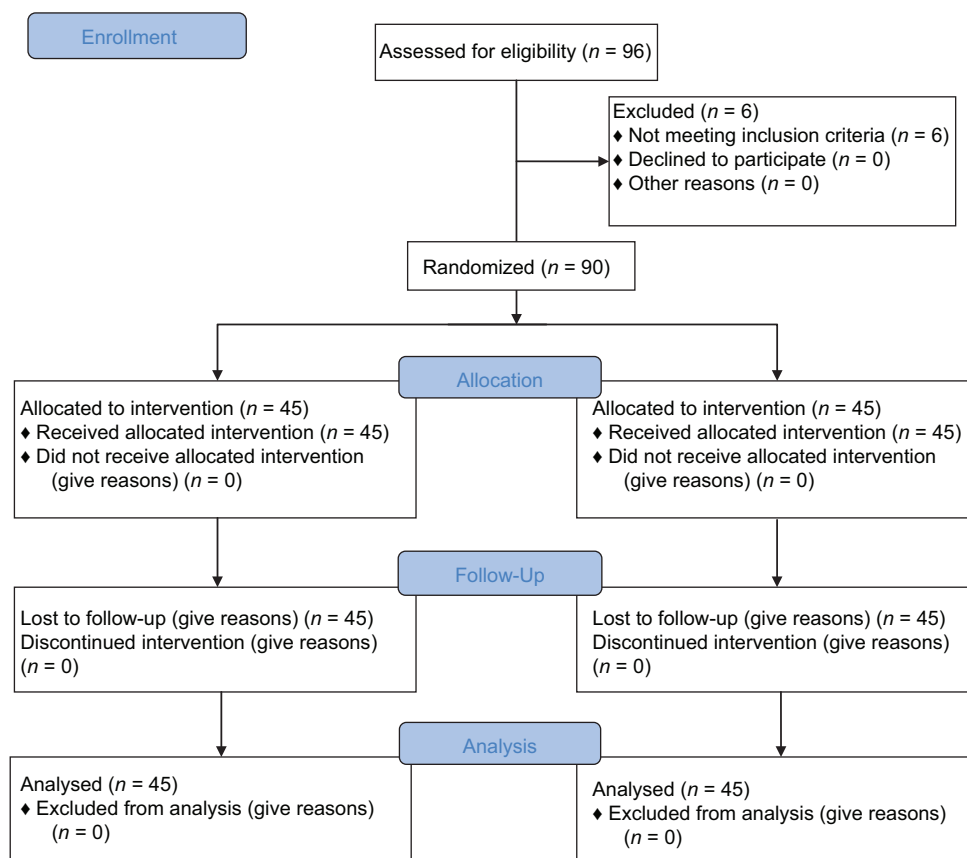 Enrollment
Assessed for eligibility (n = 96)
Excluded (n = 6)
♦ Not meeting inclusion criteria (n = 6)
♦ Declined to participate (n = 0)
♦ Other reasons (n = 0)
Randomized (n = 90)
Allocation
Allocated to intervention (n = 45)
♦ Received allocated intervention (n = 45)
♦ Did not receive allocated intervention
(give reasons) (n = 0)
Allocated to intervention (n = 45)
♦ Received allocated intervention (n = 45)
♦ Did not receive allocated intervention
(give reasons) (n = 0)
Follow-Up
Lost to follow-up (give reasons) (n = 45)
Discontinued intervention (give reasons)
(n = 0)
Lost to follow-up (give reasons) (n = 45)
Discontinued intervention (give reasons)
(n = 0)
Analysis
Analysed (n = 45)
♦ Excluded from analysis (give reasons)
(n = 0)
Analysed (n = 45)
♦ Excluded from analysis (give reasons)
(n = 0)